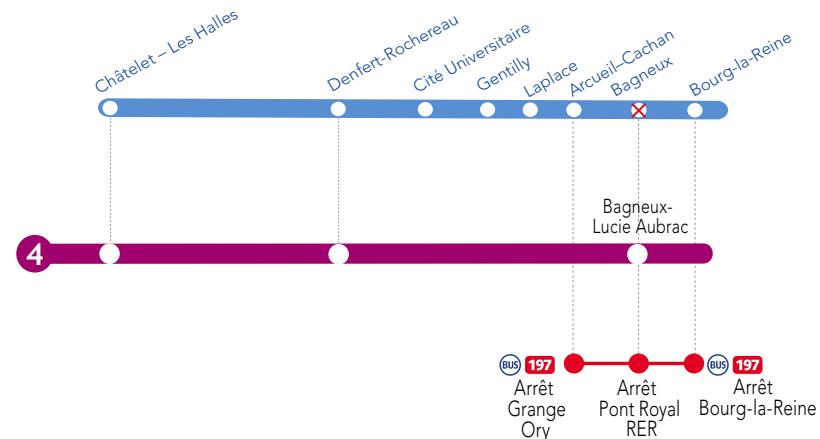 Châtelet – Les Halles
Denfert-Rochereau
Cité Universitaire
Gentilly
Laplace
Arcueil–Cachan
Bagneux
Bourg-la-Reine
Bagneux-
Lucie Aubrac
4
BUS 197
BUS 197
Arrêt
Grange
Ory
Arrêt
Pont Royal
RER
Arrêt
Bourg-la-Reine